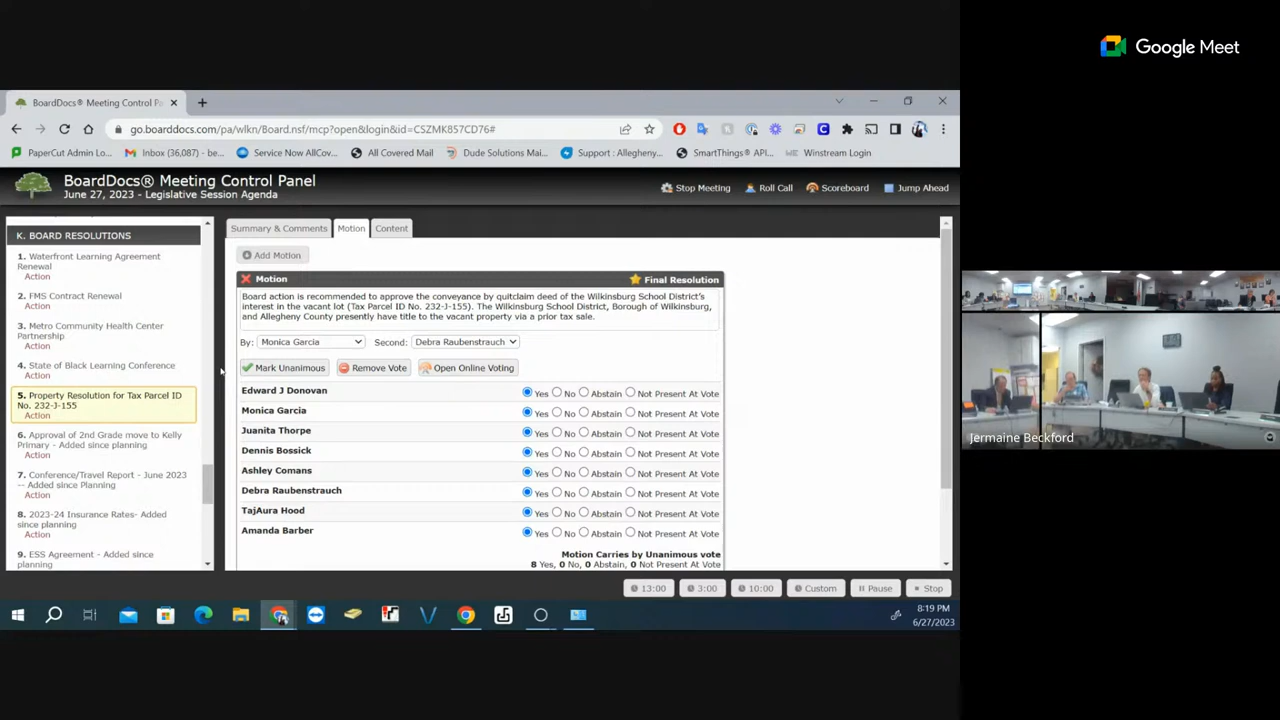 Google Meet
BoardDocs® Meeting Control Pa
go.boarddocs.com/pa/wlkn/Board.nsf/mcp?open&login&id=CSZMK857CD76#
PaperCut Admin Lo... Inbox (36,087) - be... Service Now AllCov... All Covered Mail Dude Solutions Mai... Support : Allegheny... SmartThings® API... Winstream Login
BoardDocs® Meeting Control Panel
June 27, 2023 - Legislative Session Agenda
Stop Meeting Roll Call Scoreboard Jump Ahead
K. BOARD RESOLUTIONS
1. Waterfront Learning Agreement
Renewal
Action
2. FMS Contract Renewal
Action
3. Metro Community Health Center
Partnership
Action
4. State of Black Learning Conference
Action
5. Property Resolution for Tax Parcel ID
No. 232-J-155
Action
6. Approval of 2nd Grade move to Kelly
Primary - Added since planning
Action
7. Conference/Travel Report - June 2023
-- Added since Planning
Action
8. 2023-24 Insurance Rates- Added
since planning
Action
9. ESS Agreement - Added since
planning
Summary & Comments Motion Content
Add Motion
Motion Final Resolution
Board action is recommended to approve the conveyance by quitclaim deed of the Wilkinsburg School District's
interest in the vacant lot (Tax Parcel ID No. 232-J-155). The Wilkinsburg School District, Borough of Wilkinsburg,
and Allegheny County presently have title to the vacant property via a prior tax sale.
By: Monica Garcia Second: Debra Raubenstrauch
Mark Unanimous Remove Vote Open Online Voting
Edward J Donovan Yes No Abstain Not Present At Vote
Monica Garcia Yes No Abstain Not Present At Vote
Juanita Thorpe Yes No Abstain Not Present At Vote
Dennis Bossick Yes No Abstain Not Present At Vote
Ashley Comans Yes No Abstain Not Present At Vote
Debra Raubenstrauch Yes No Abstain Not Present At Vote
TajAura Hood Yes No Abstain Not Present At Vote
Amanda Barber Yes No Abstain Not Present At Vote
Motion Carries by Unanimous vote
8 Yes, 0 No, 0 Abstain, 0 Not Present At Vote
13:00 3:00 10:00 Custom Pause Stop
8:19 PM
6/27/2023
Jermaine Beckford